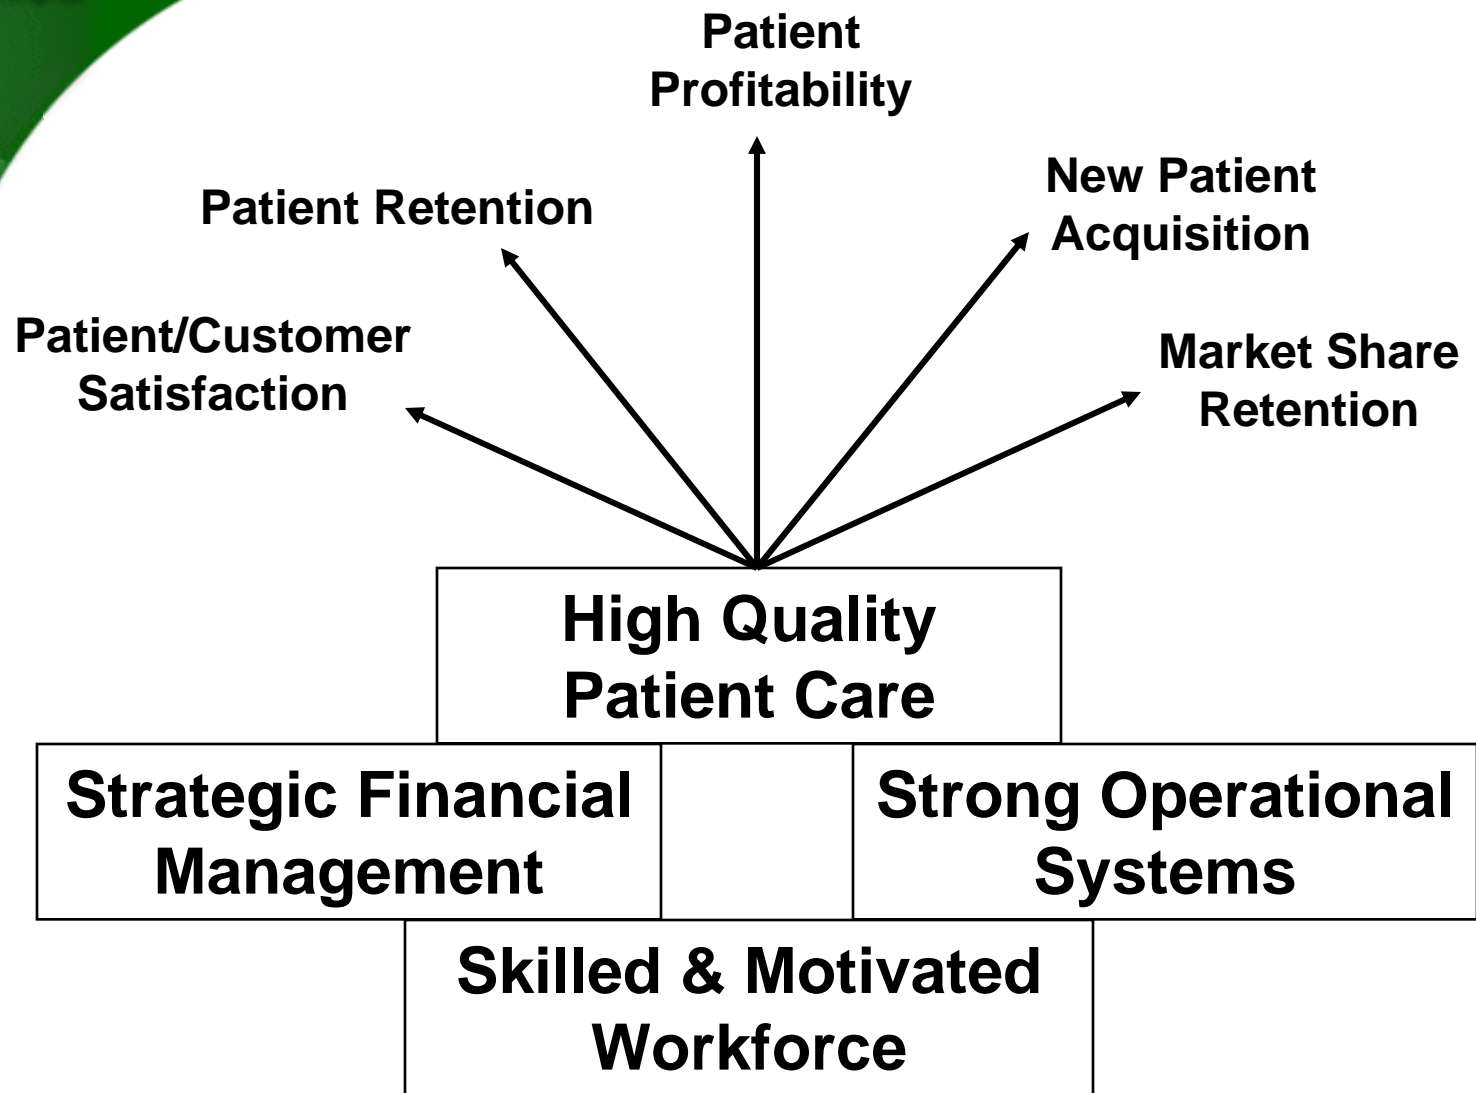 Patient
Profitability
New Patient
Acquisition
Patient Retention
Patient/Customer
Satisfaction
Market Share
Retention
High Quality
Patient Care
Strategic Financial
Management
Strong Operational
Systems
Skilled & Motivated
Workforce